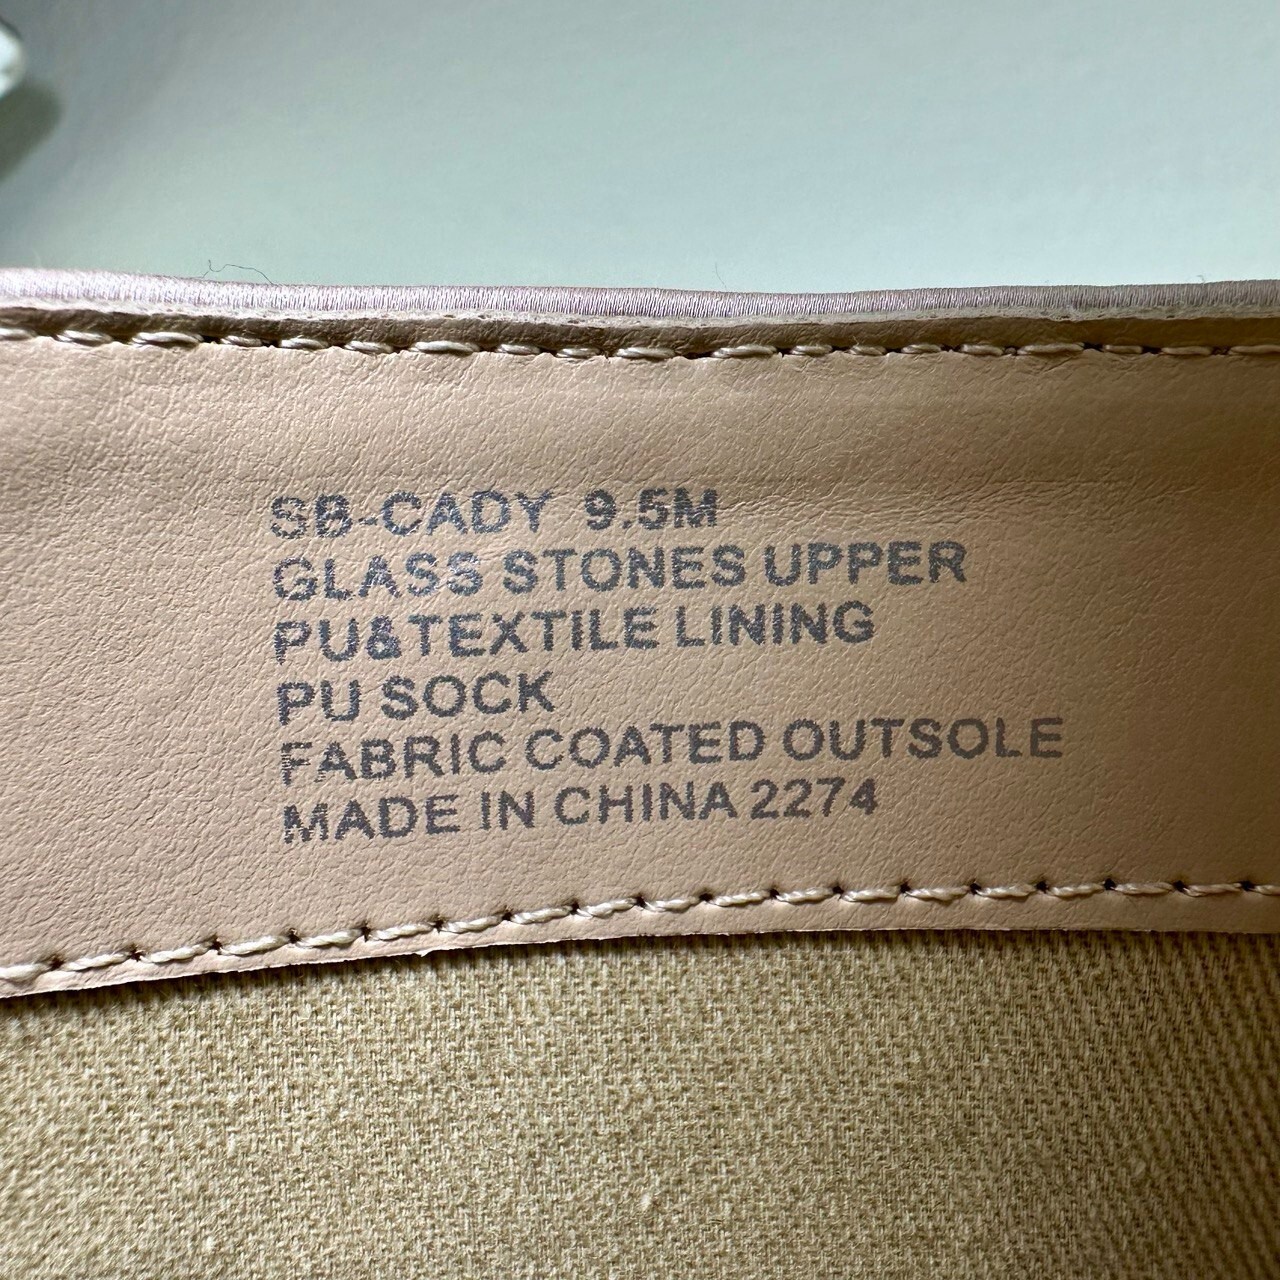 SB-CADY 9.5M
GLASS STONES UPPER
PU&TEXTILE LINING
PU SOCK
FABRIC COATED OUTSOLE
MADE IN CHINA 2274